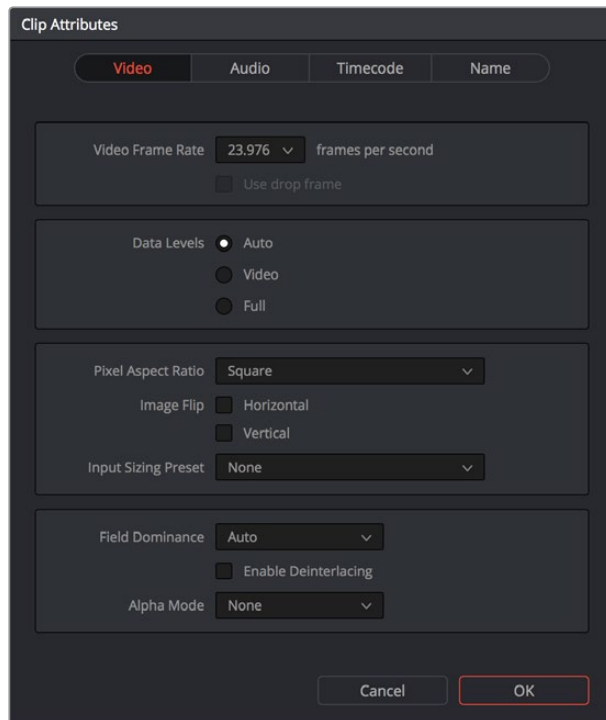 Clip Attributes
Video Audio Timecode Name
Video Frame Rate 23.976 frames per second
Use drop frame
Data Levels Auto
Video
Full
Pixel Aspect Ratio Square
Image Flip Horizontal
Vertical
Input Sizing Preset None
Field Dominance Auto
Enable Deinterlacing
Alpha Mode None
Cancel OK